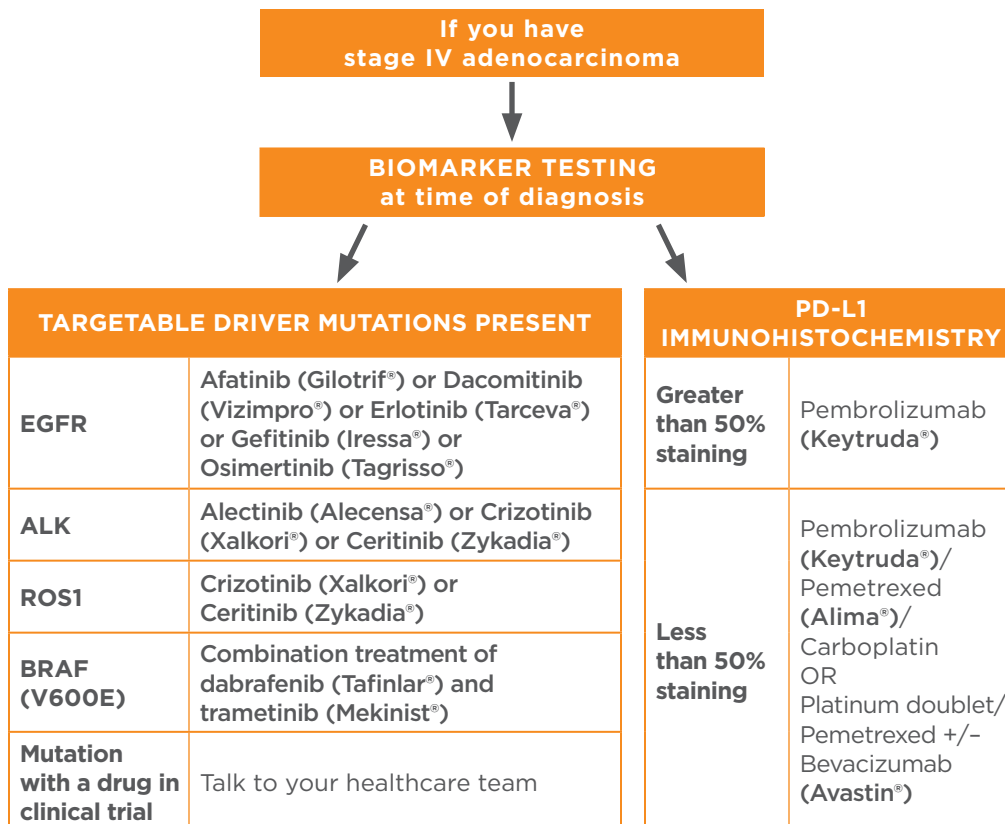 If you have
stage IV adenocarcinoma
BIOMARKER TESTING
at time of diagnosis
TARGETABLE DRIVER MUTATIONS PRESENT
EGFR
Afatinib (Gilotrif®) or Dacomitinib
(Vizimpro®) or Erlotinib (Tarceva®)
or Gefitinib (Iressa®) or
Osimertinib (Tagrisso®)
ALK
Alectinib (Alecensa®) or Crizotinib
(Xalkori®) or Ceritinib (Zykadia®)
ROS1
Crizotinib (Xalkori®) or
Ceritinib (Zykadia®)
BRAF
(V600E)
Combination treatment of
dabrafenib (Tafinlar®) and
trametinib (Mekinist®)
Mutation
with a drug in
clinical trial
Talk to your healthcare team
PD-L1
IMMUNOHISTOCHEMISTRY
Greater
than 50%
staining
Pembrolizumab
(Keytruda®)
Less
than 50%
staining
Pembrolizumab
(Keytruda®)/
Pemetrexed
(Alima®)/
Carboplatin
OR
Platinum doublet/
Pemetrexed +/–
Bevacizumab
(Avastin®)